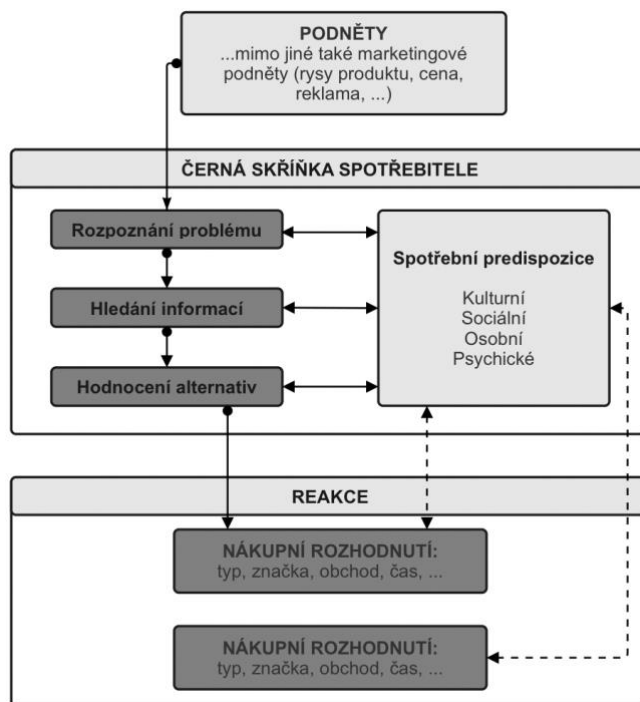 PODNĚTY
...mimo jiné také marketingové
podněty (rysy produktu, cena,
reklama, ...)
ČERNÁ SKŘÍŇKA SPOTŘEBITELE
Rozpoznání problému
Hledání informací
Hodnocení alternativ
Spotřební predispozice
Kulturní
Sociální
Osobní
Psychické
REAKCE
NÁKUPNÍ ROZHODNUTÍ:
typ, značka, obchod, čas, ...
NÁKUPNÍ ROZHODNUTÍ:
typ, značka, obchod, čas, ...